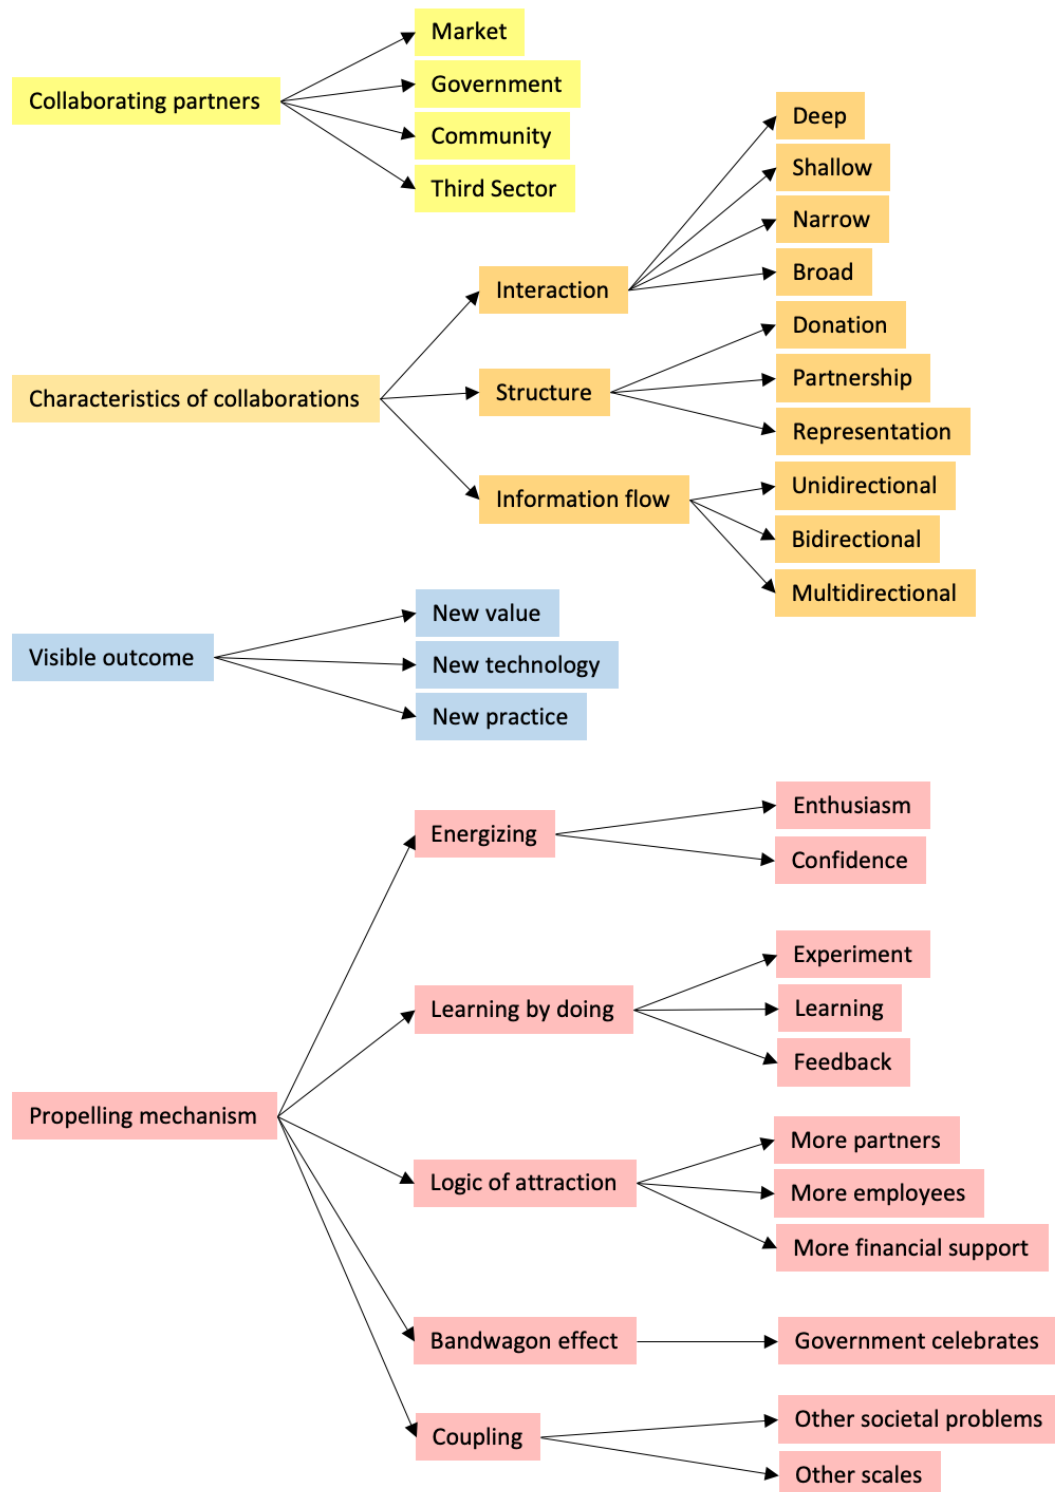 Collaborating partners
Market
Government
Community
Third Sector
Characteristics of collaborations
Interaction
Deep
Shallow
Narrow
Broad
Structure
Donation
Partnership
Representation
Information flow
Unidirectional
Bidirectional
Multidirectional
Visible outcome
New value
New technology
New practice
Propelling mechanism
Energizing
Enthusiasm
Confidence
Learning by doing
Experiment
Learning
Feedback
Logic of attraction
More partners
More employees
More financial support
Bandwagon effect
Government celebrates
Coupling
Other societal problems
Other scales